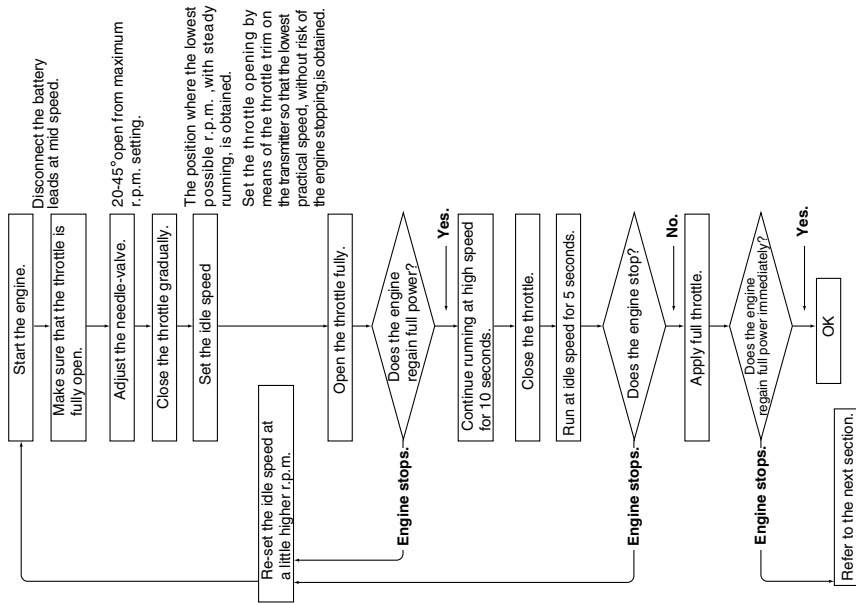 Start the engine.
Disconnect the battery
leads at mid speed.
Make sure that the throttle is
fully open.
Adjust the needle-valve.
20-45°open from maximum
r.p.m. setting.
Close the throttle gradually.
Set the idle speed
The position where the lowest
possible r.p.m. ,with steady
running, is obtained.
Set the throttle opening by
means of the throttle trim on
the transmitter so that the lowest
practical speed, without risk of
the engine stopping,is obtained.
Re-set the idle speed at
a little higher r.p.m.
Open the throttle fully.
Does the engine
regain full power?
Yes.
Engine stops.
Continue running at high speed
for 10 seconds.
Close the throttle.
Run at idle speed for 5 seconds.
Does the engine stop?
No.
Engine stops.
Apply full throttle.
Does the engine
regain full power immediately?
Yes.
Engine stops.
OK
Refer to the next section.